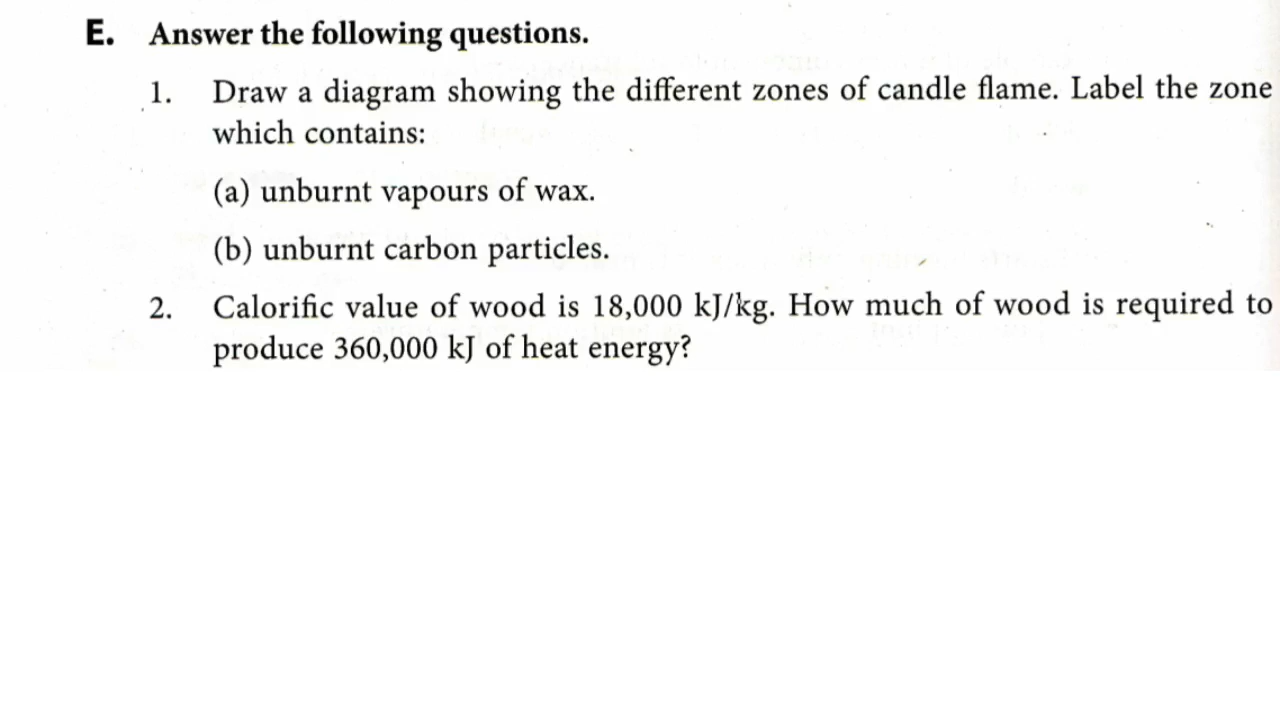 E. Answer the following questions.
1. Draw a diagram showing the different zones of candle flame. Label the zone
which contains:
(a) unburnt vapours of wax.
(b) unburnt carbon particles.
2. Calorific value of wood is 18,000 kJ/kg. How much of wood is required to
produce 360,000 kJ of heat energy?